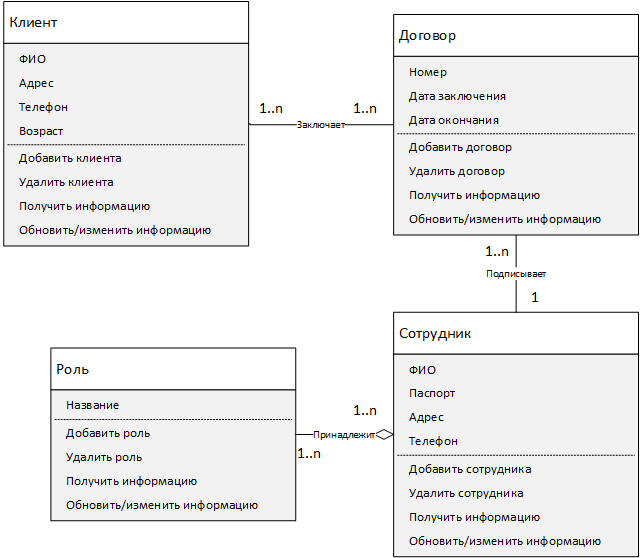 Клиент
ФИО
Адрес
Телефон
Возраст
Добавить клиента
Удалить клиента
Получить информацию
Обновить/изменить информацию
1..n
Заключает
1..n
Договор
Номер
Дата заключения
Дата окончания
Добавить договор
Удалить договор
Получить информацию
Обновить/изменить информацию
1..n
Подписывает
1
Роль
Название
Добавить роль
Удалить роль
Получить информацию
Обновить/изменить информацию
1..n
Принадлежит
1..n
Сотрудник
ФИО
Паспорт
Адрес
Телефон
Добавить сотрудника
Удалить сотрудника
Получить информацию
Обновить/изменить информацию